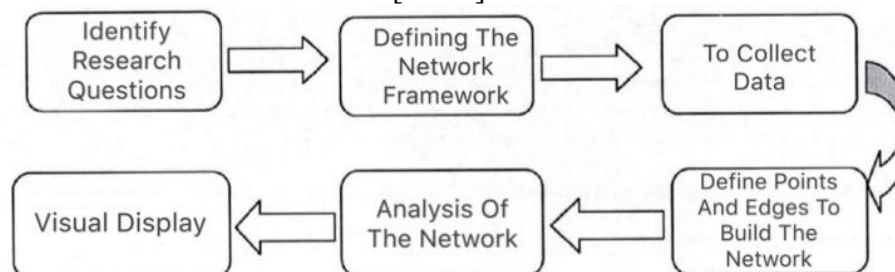 Identify
Research
Questions
Defining The
Network
Framework
To Collect
Data
Define Points
And Edges To
Build The
Network
Analysis Of
The Network
Visual Display